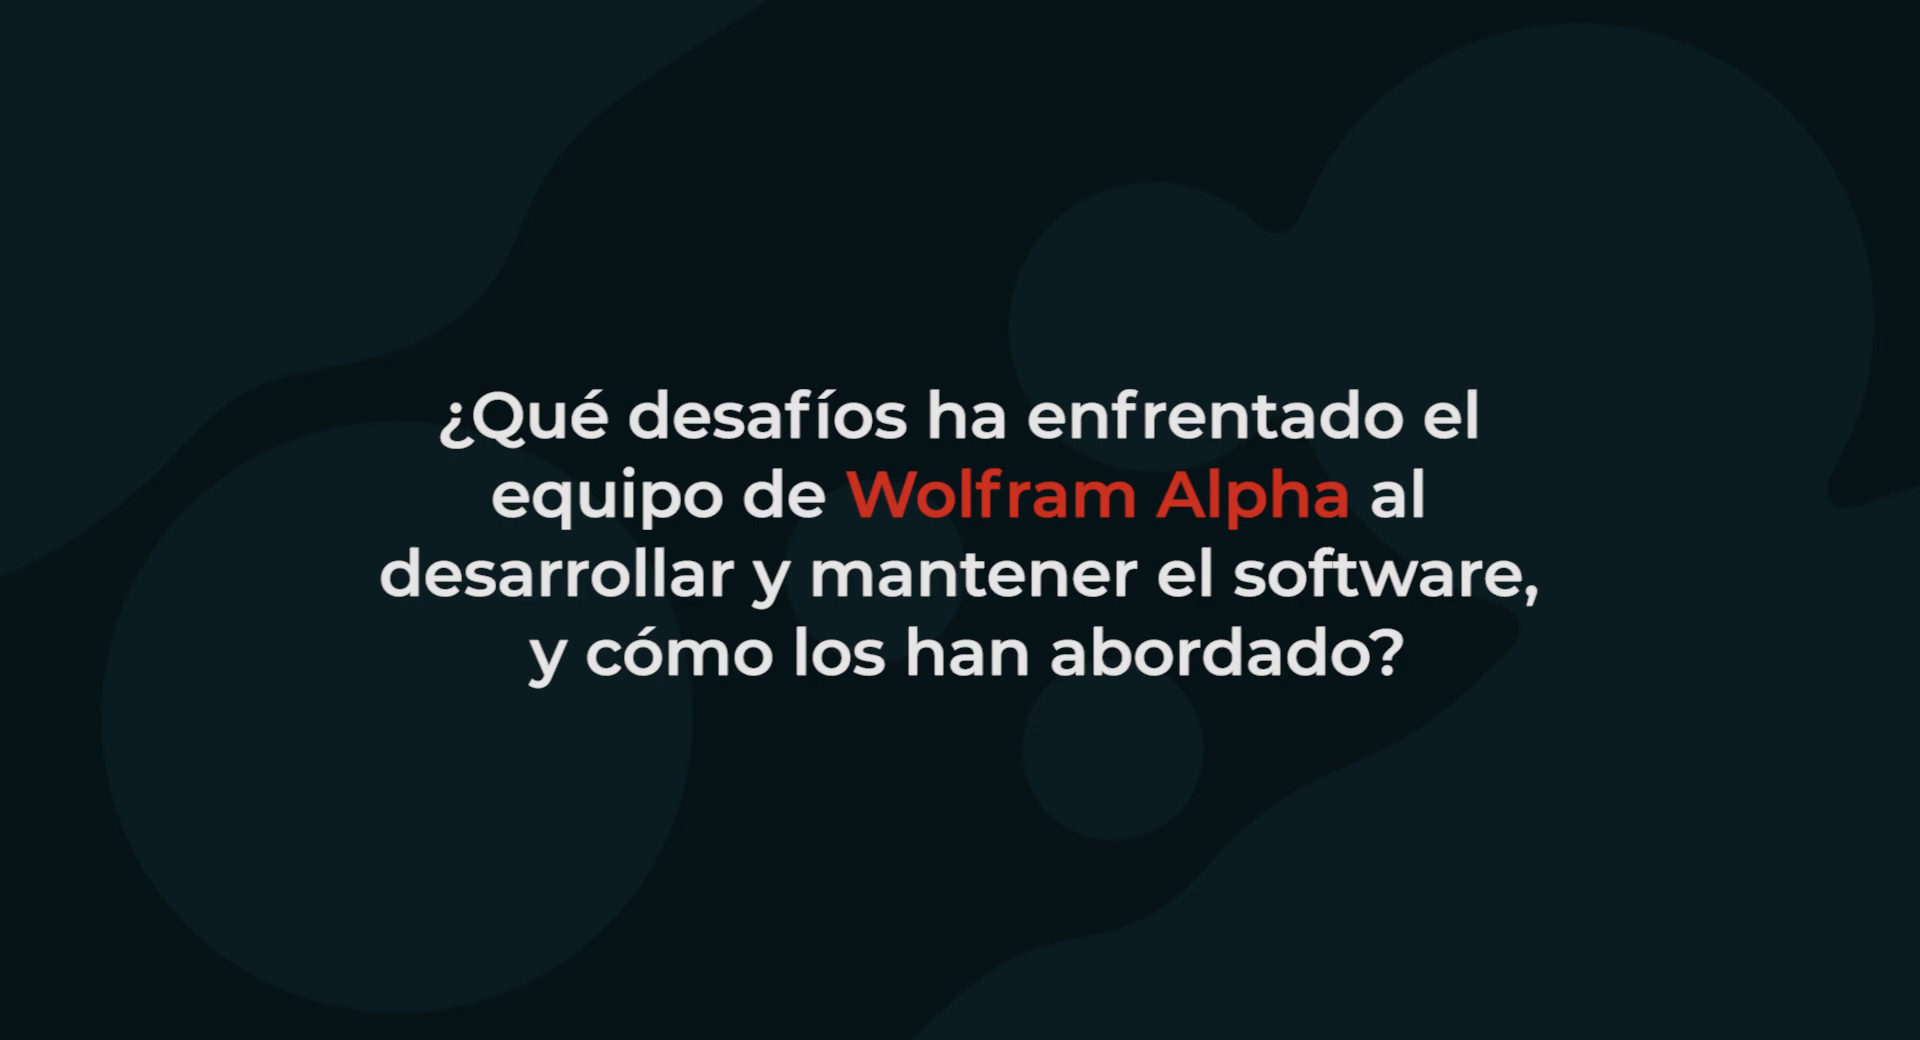 ¿Qué desafíos ha enfrentado el
equipo de Wolfram Alpha al
desarrollar y mantener el software,
y cómo los han abordado?